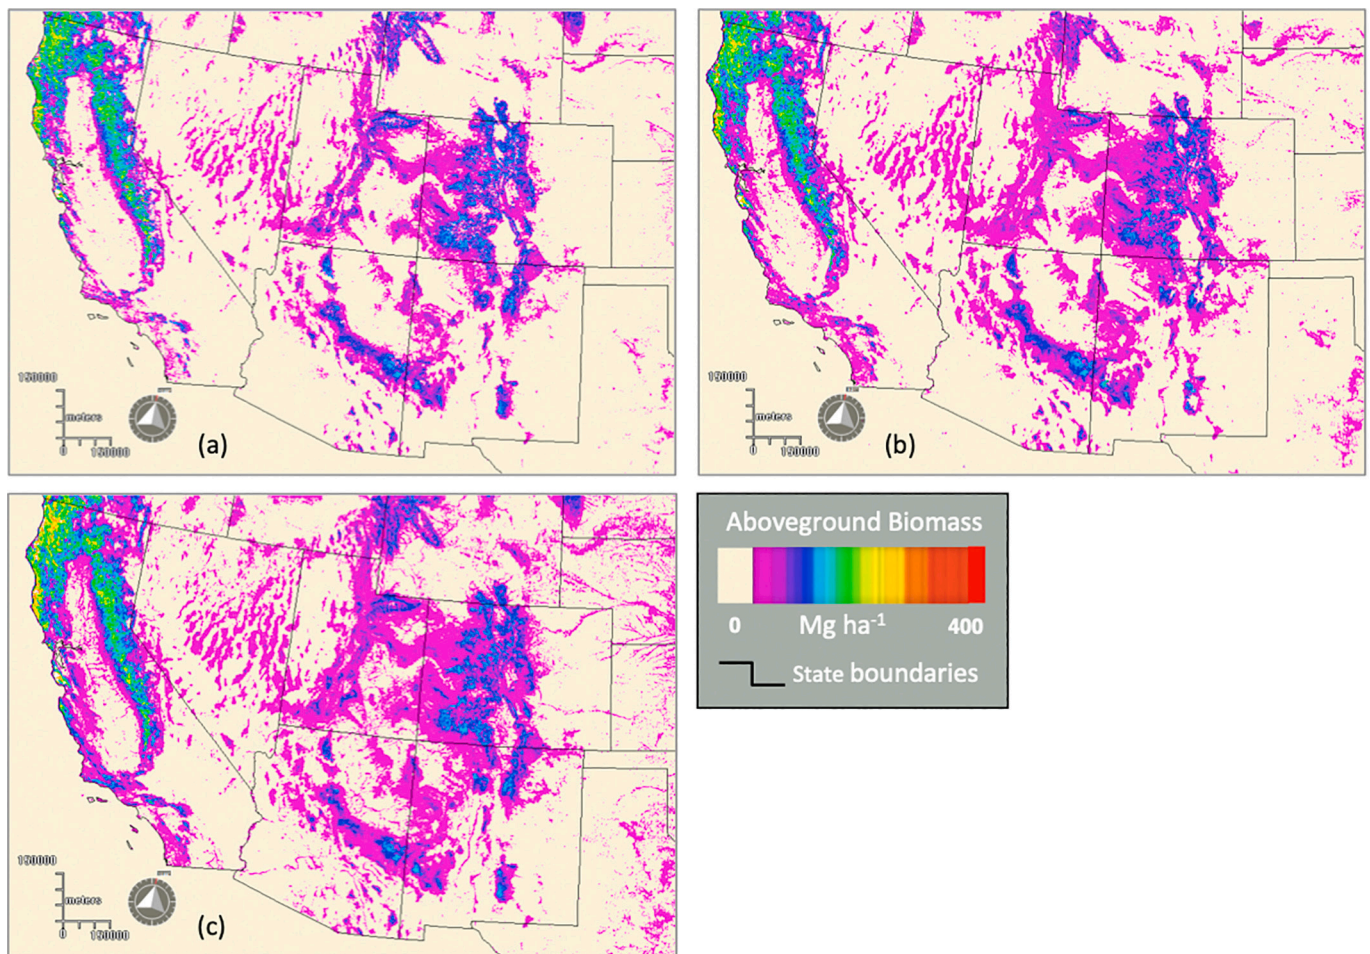 150000
meters
0
150000
(a)
150000
meters
0
150000
(b)
150000
meters
0
150000
(c)
Aboveground Biomass
0
Mg ha-1
400
State boundaries